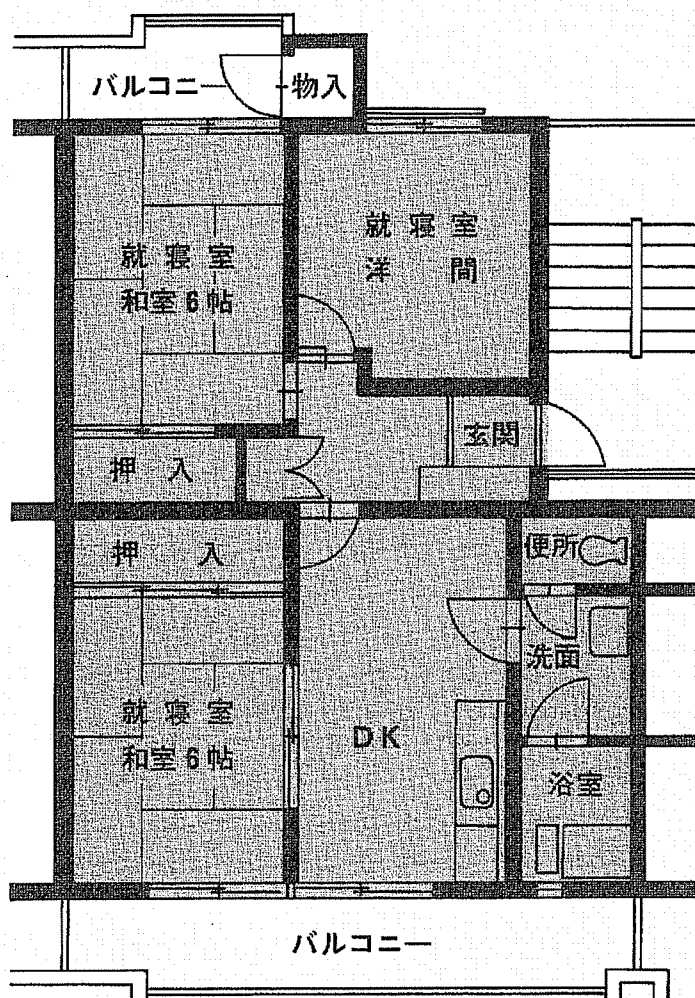 バルコニー
物入
就寝室
洋間
就寝室
和室6帖
玄関
押入
押入
便所
洗面
就寝室
和室6帖
DK
浴室
バルコニー